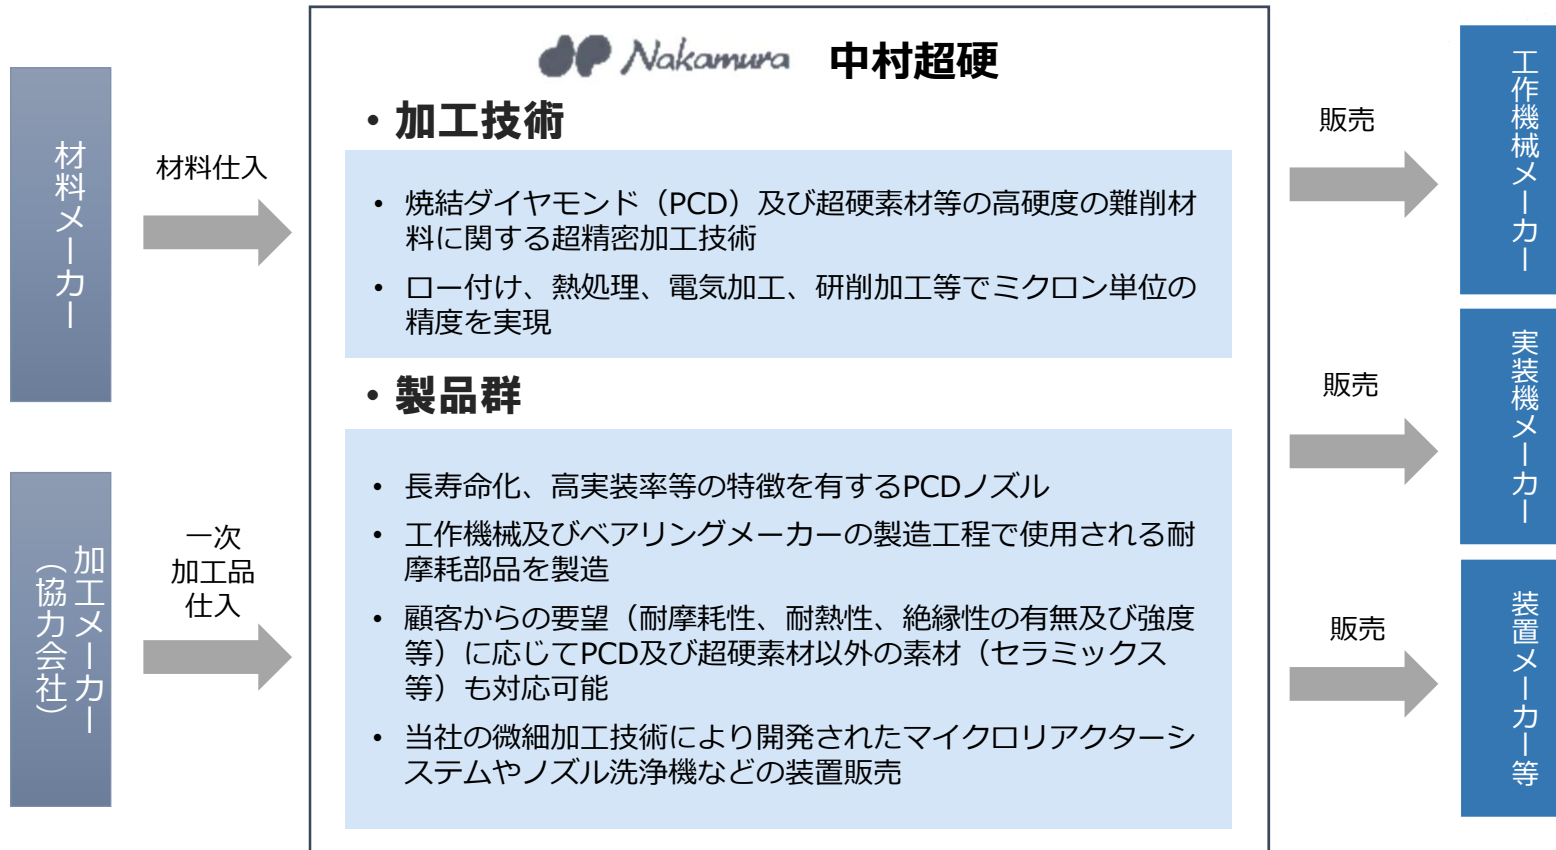 材料メーカー
材料仕入
加工メーカー
（協力会社）
一次
加工品
仕入
Nakamura 中村超硬
・加工技術
• 焼結ダイヤモンド（PCD）及び超硬素材等の高硬度の難削材
料に関する超精密加工技術
• ロー付け、熱処理、電気加工、研削加工等でミクロン単位の
精度を実現
・製品群
• 長寿命化、高実装率等の特徴を有するPCDノズル
• 工作機械及びベアリングメーカーの製造工程で使用される耐
摩耗部品を製造
• 顧客からの要望（耐摩耗性、耐熱性、絶縁性の有無及び強度
等）に応じてPCD及び超硬素材以外の素材（セラミックス
等）も対応可能
• 当社の微細加工技術により開発されたマイクロリアクターシ
ステムやノズル洗浄機などの装置販売
販売
工作機械メーカー
販売
実装機メーカー
販売
装置メーカー等